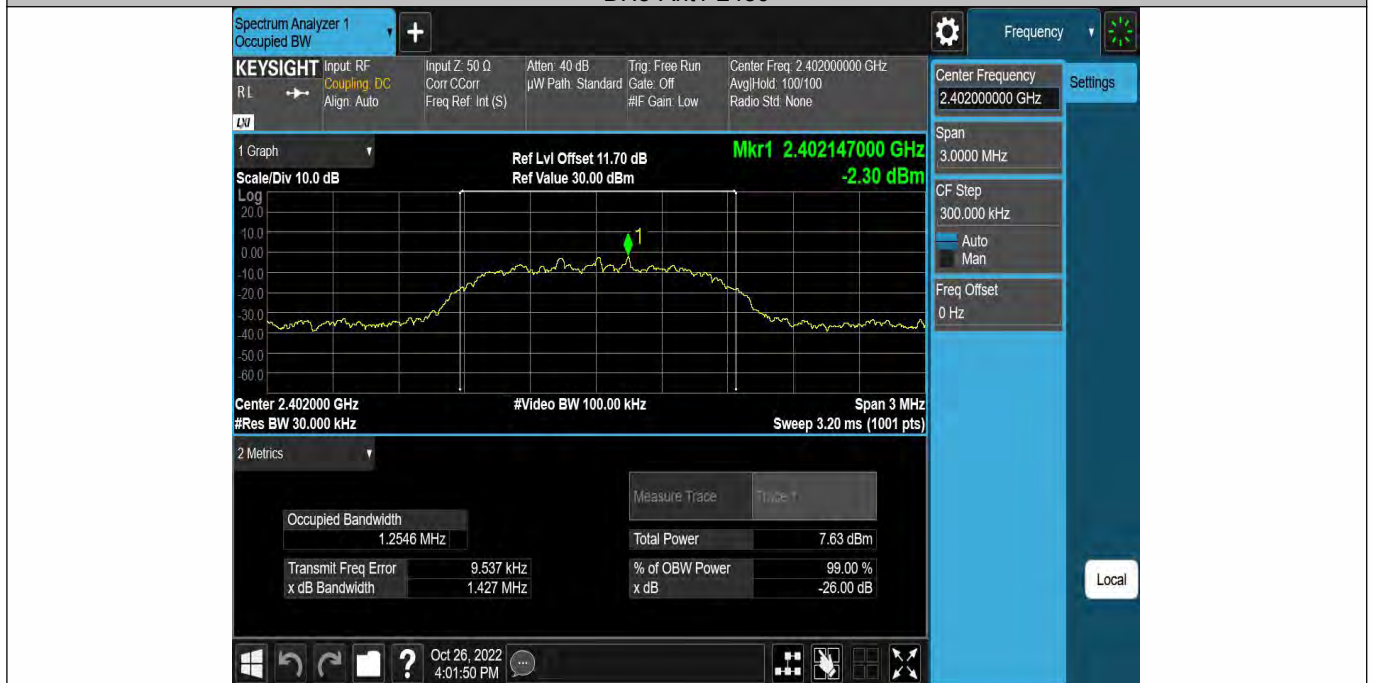 Spectrum Analyzer 1
Occupied BW
Frequency
KEYSIGHT
RL
LXI
Input: RF
Coupling: DC
Align: Auto
Input Z: 50 Ω
Corr CCorr
Freq Ref: Int (S)
Atten: 40 dB
µW Path: Standard
Trig: Free Run
Gate: Off
#IF Gain: Low
Center Freq: 2.402000000 GHz
Avg|Hold: 100/100
Radio Std: None
Center Frequency
2.402000000 GHz
Settings
Span
3.0000 MHz
CF Step
300.000 kHz
Auto
Man
Freq Offset
0 Hz
Local
1 Graph
Scale/Div 10.0 dB
Ref Lvl Offset 11.70 dB
Ref Value 30.00 dBm
Mkr1 2.402147000 GHz
-2.30 dBm
Log
20.0
10.0
0.00
-10.0
-20.0
-30.0
-40.0
-50.0
-60.0
1
Center 2.402000 GHz
#Res BW 30.000 kHz
#Video BW 100.00 kHz
Span 3 MHz
Sweep 3.20 ms (1001 pts)
2 Metrics
Measure Trace
Trace 1
Occupied Bandwidth
1.2546 MHz
Total Power 7.63 dBm
Transmit Freq Error 9.537 kHz
% of OBW Power 99.00 %
x dB Bandwidth 1.427 MHz
x dB -26.00 dB
Oct 26, 2022
4:01:50 PM